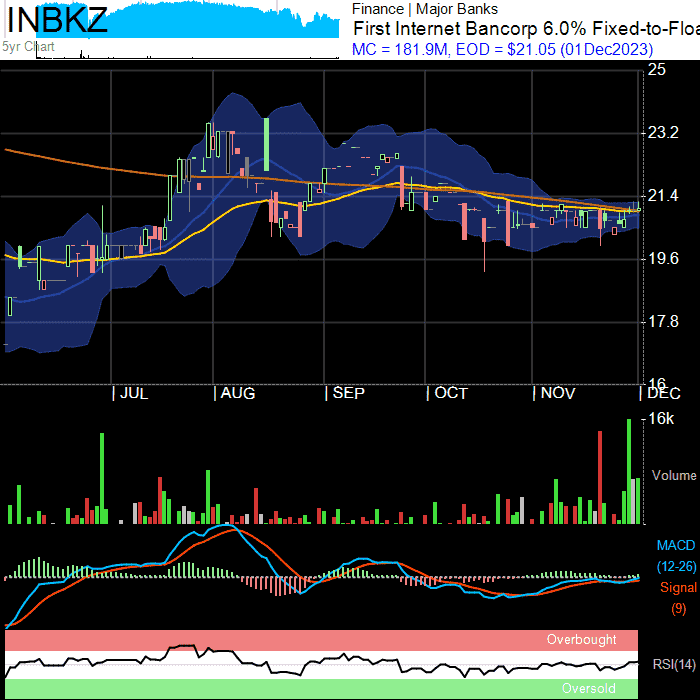 INBKZ
5yr Chart
Finance | Major Banks
First Internet Bancorp 6.0% Fixed-to-Floa
MC = 181.9M, EOD = $21.05 (01Dec2023)
25
23.2
21.4
19.6
17.8
16
JUL AUG SEP OCT NOV DEC
16k
Volume
MACD
(12-26)
Signal
(9)
Overbought
RSI(14)
Oversold